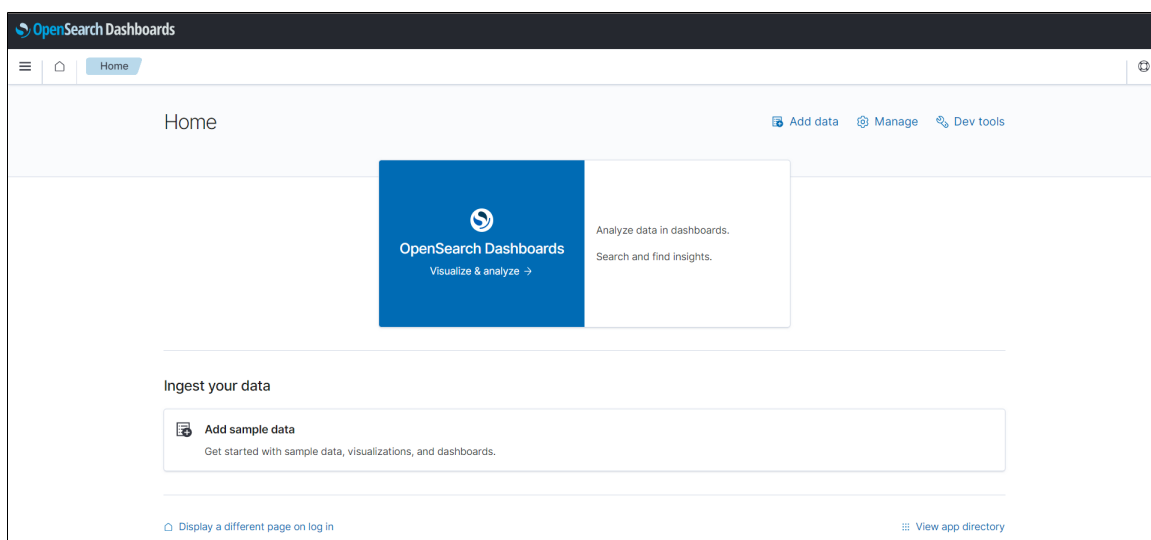 OpenSearch Dashboards
Home
Home
Add data Manage Dev tools
OpenSearch Dashboards
Visualize & analyze →
Analyze data in dashboards.
Search and find insights.
Ingest your data
Add sample data
Get started with sample data, visualizations, and dashboards.
Display a different page on log in
View app directory